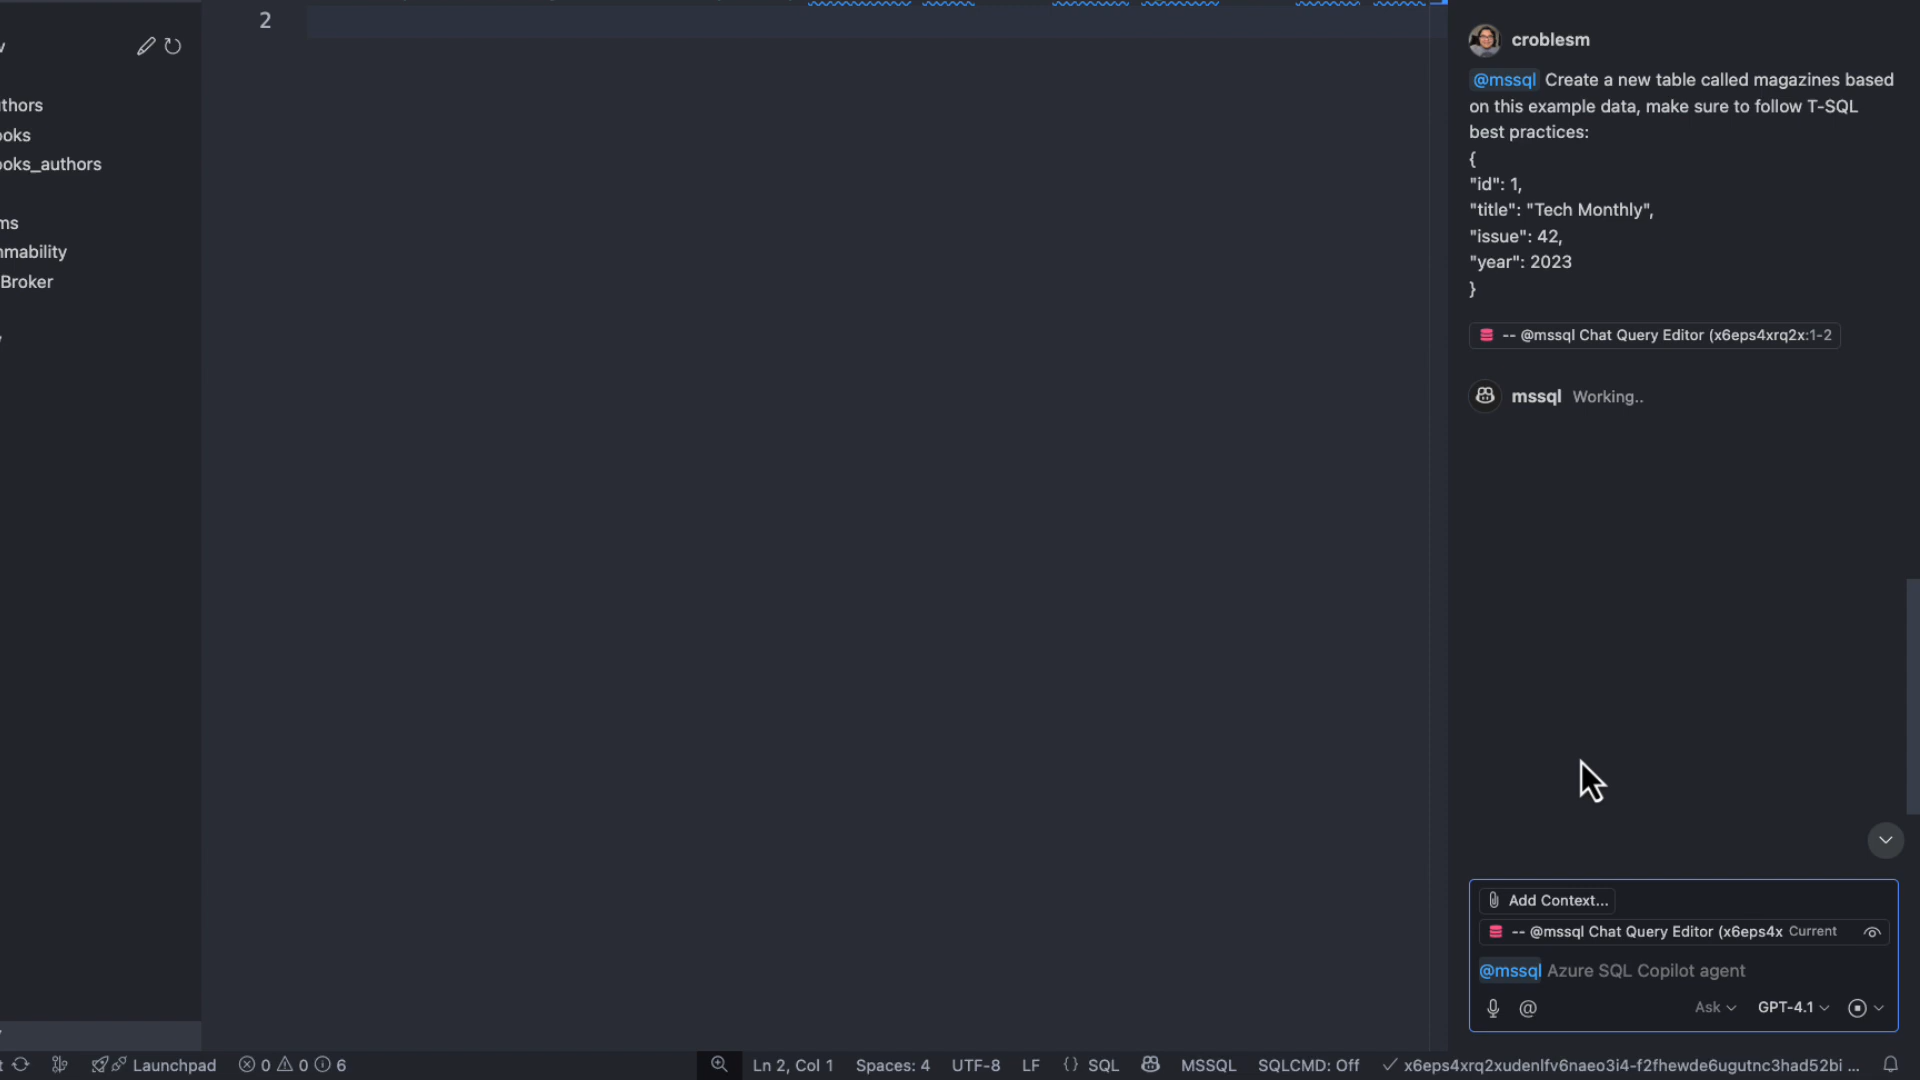 2
thors
ooks
ooks_authors
ms
mmability
Broker
croblesm
@mssql Create a new table called magazines based
on this example data, make sure to follow T-SQL
best practices:
{
"id": 1,
"title": "Tech Monthly",
"issue": 42,
"year": 2023
}
-- @mssql Chat Query Editor (x6eps4xrq2x:1-2
mssql Working..
Add Context...
-- @mssql Chat Query Editor (x6eps4x Current
@mssql Azure SQL Copilot agent
@ Ask GPT-4.1
Launchpad 0 0 6 Ln 2, Col 1 Spaces: 4 UTF-8 LF {} SQL MSSQL SQLCMD: Off x6eps4xrq2xudenlfv6naeo3i4-f2fhewde6ugutnc3had52bi ...